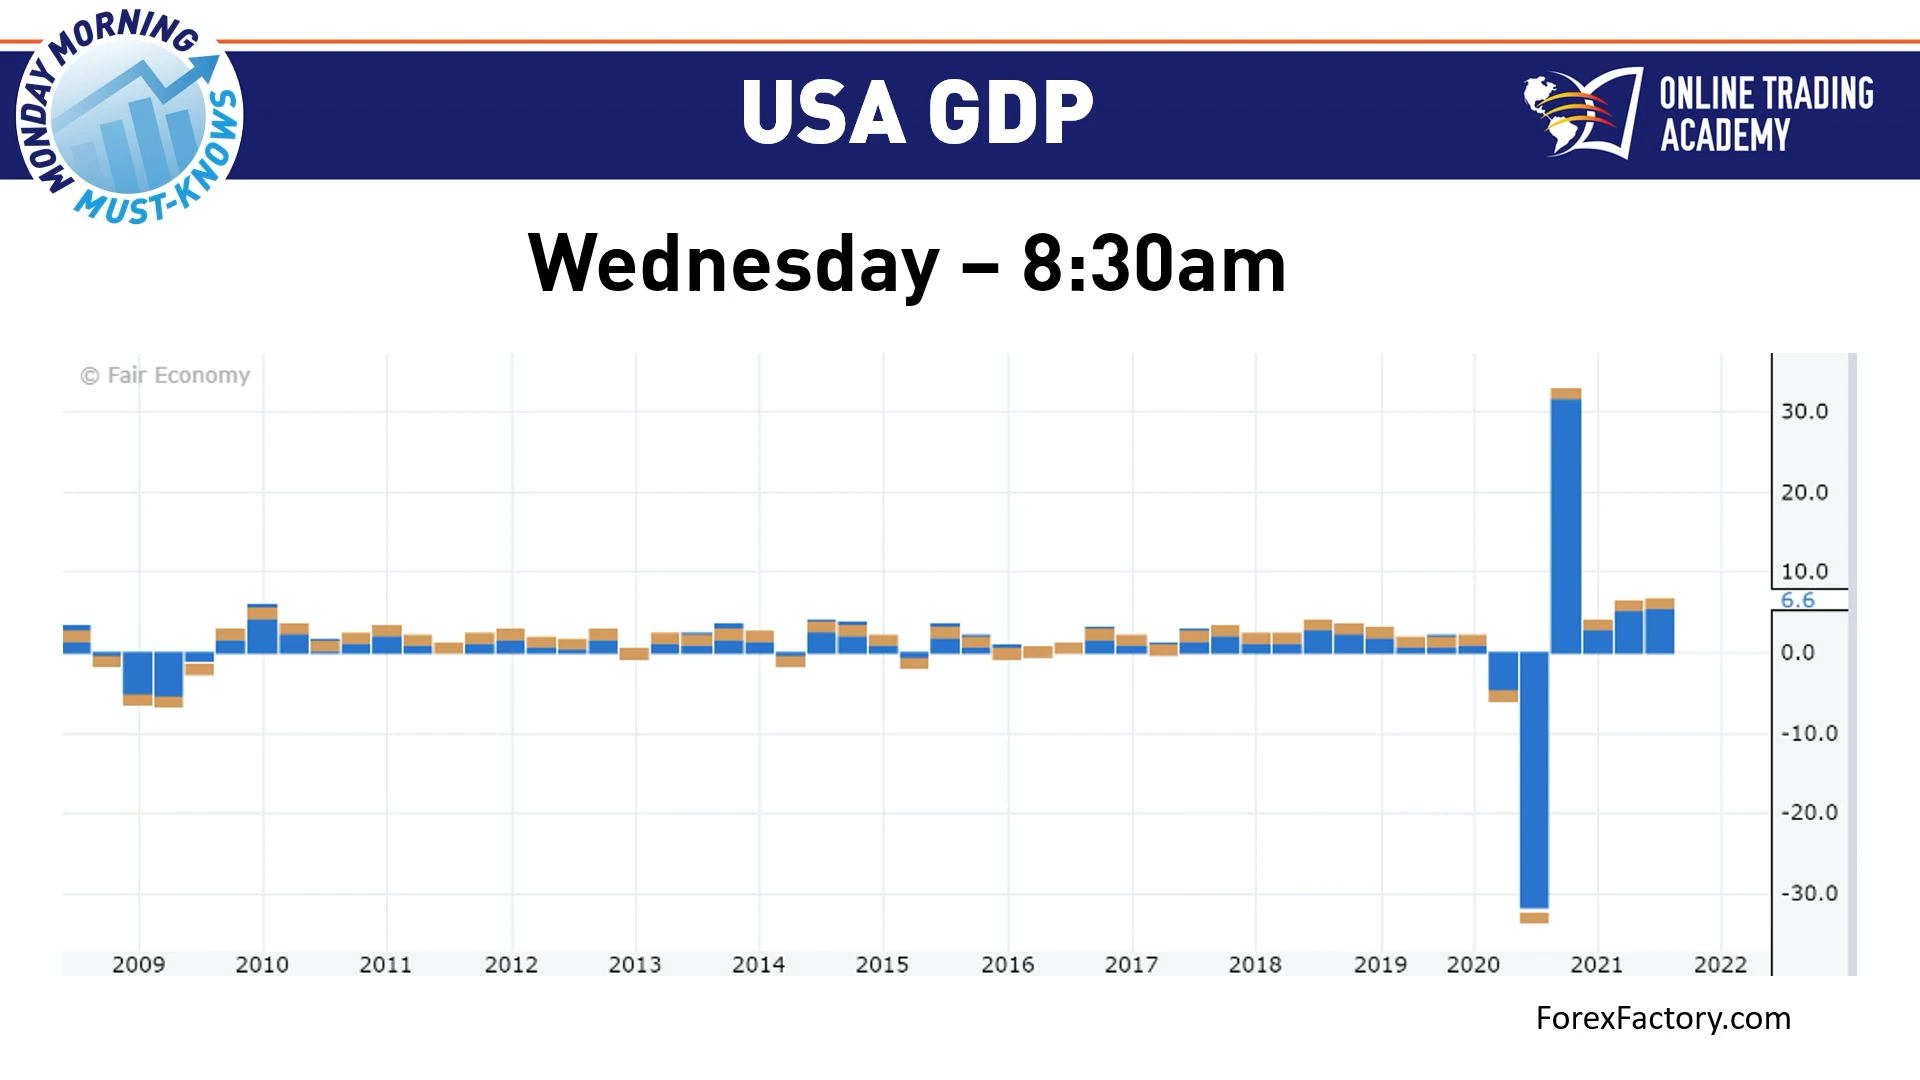 MONDAY MORNING
MUST-KNOWS
USA GDP
ONLINE TRADING
ACADEMY
Wednesday – 8:30am
© Fair Economy
30.0
20.0
10.0
6.6
0.0
-10.0
-20.0
-30.0
2009 2010 2011 2012 2013 2014 2015 2016 2017 2018 2019 2020 2021 2022
ForexFactory.com